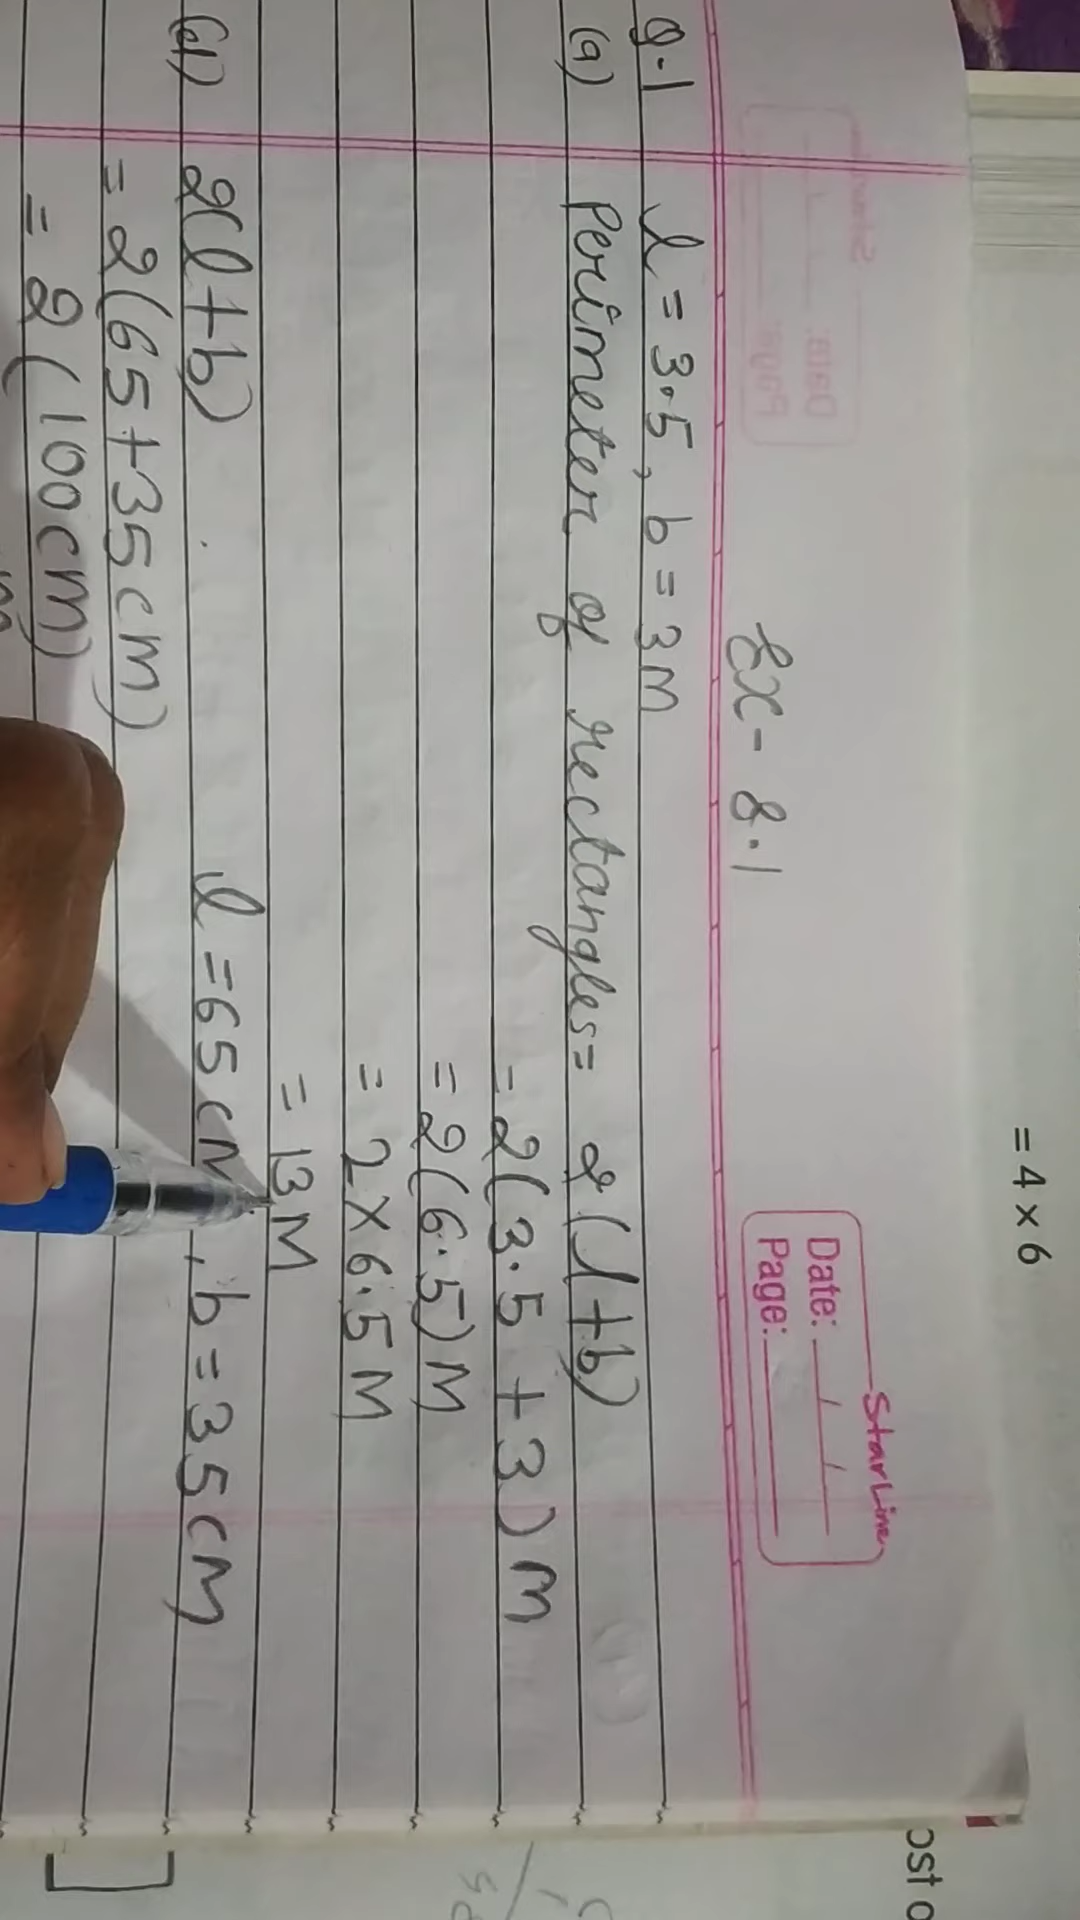 = 4 × 6
StarLine
Date: / /
Page:
Ex - 8.1
Q.1 l = 3.5, b = 3M
(a) Perimeter of rectangles = 2(l+b)
= 2(3.5 + 3) M
= 2(6.5) M
= 2 × 6.5 M
= 13 M
(d) 2(l+b) l = 65 cM, b = 35 cM
= 2(65+35 cm)
= 2(100 cm)